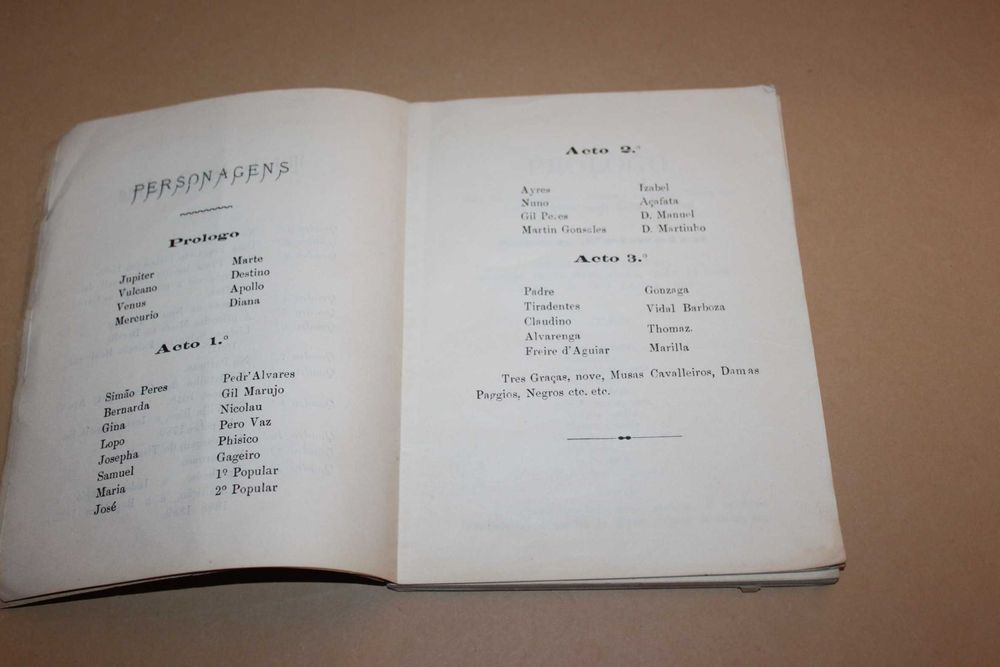 PERSONAGENS
Prologo
Jupiter
Vulcano
Venus
Mercurio
Marte
Destino
Apollo
Diana
Acto 1.º
Simão Peres
Bernarda
Gina
Lopo
Josepha
Samuel
Maria
José
Pedr'Alvares
Gil Marujo
Nicolau
Pero Vaz
Phisico
Gageiro
1º Popular
2º Popular
Acto 2.º
Ayres
Nuno
Gil Peres
Martin Gonsales
Izabel
Açafata
D. Manuel
D. Martinho
Acto 3.º
Padre
Tiradentes
Claudino
Alvarenga
Freire d'Aguiar
Gonzaga
Vidal Barboza
Thomaz.
Marilla
Tres Graças, nove, Musas Cavalleiros, Damas
Paggios, Negros etc. etc.